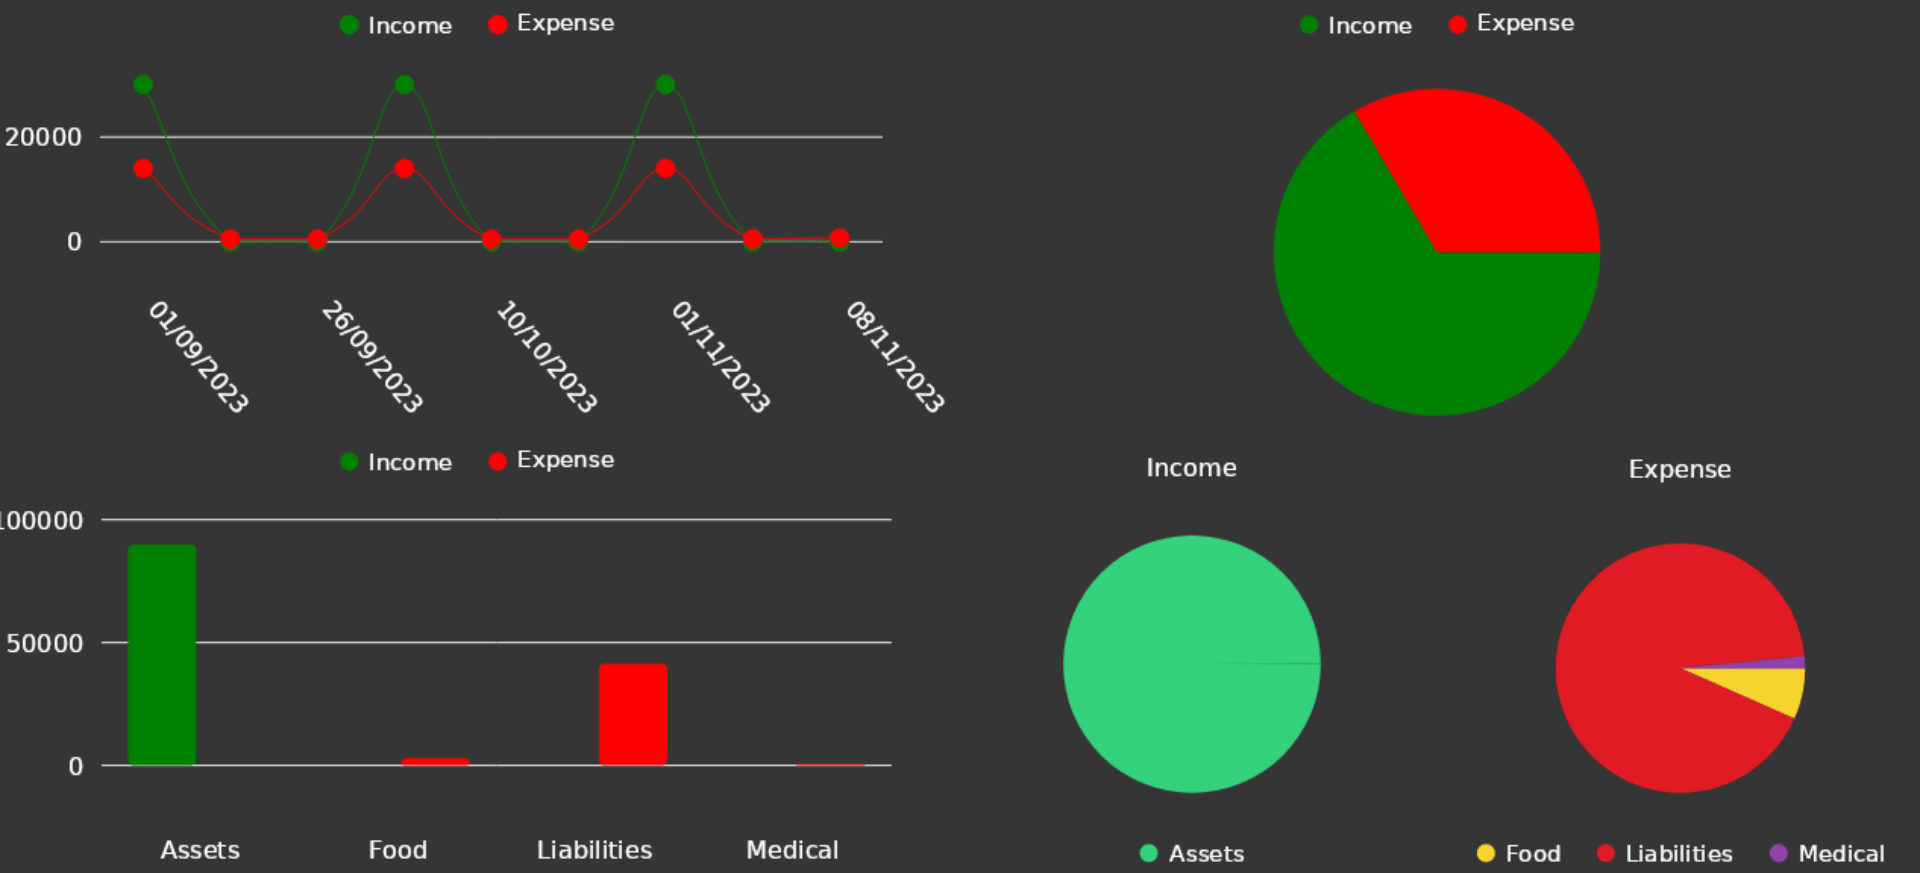 Income Expense
20000
0
01/09/2023 26/09/2023 10/10/2023 01/11/2023 08/11/2023
Income Expense
Income Expense
100000
50000
0
Assets Food Liabilities Medical
Income
Assets
Expense
Food Liabilities Medical